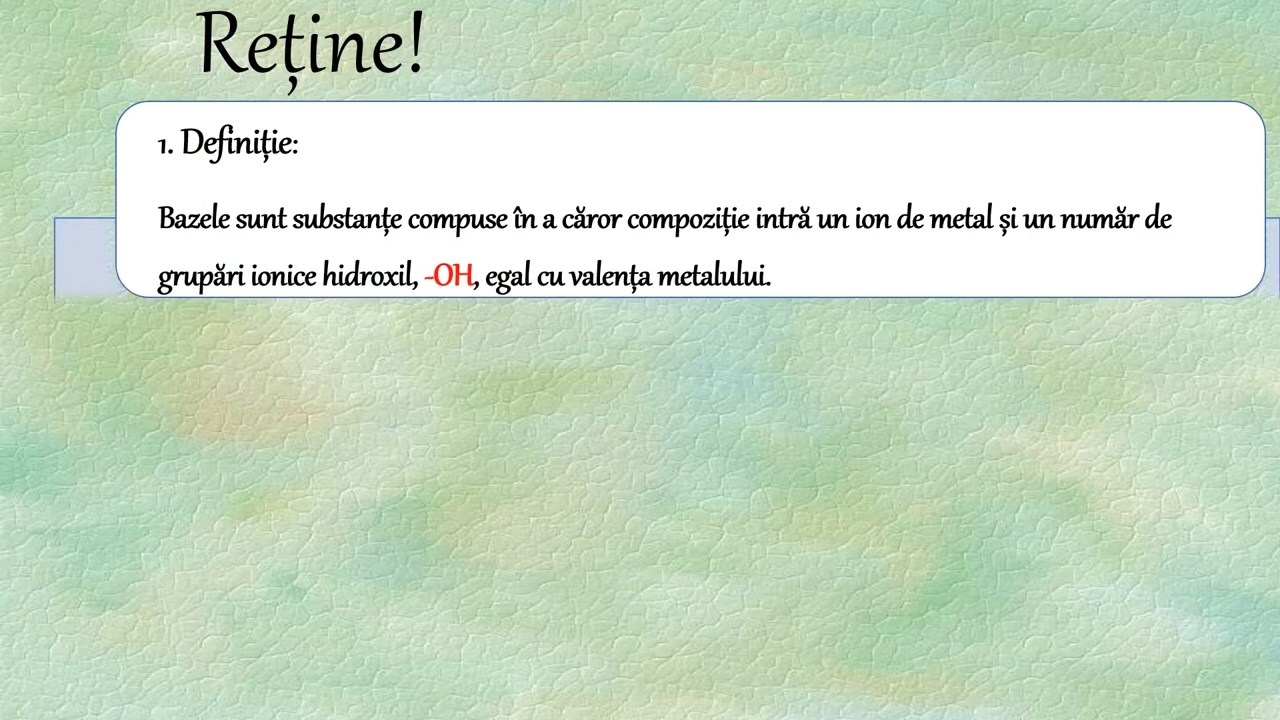 Reține!
1. Definiție:
Bazele sunt substanțe compuse în a căror compoziție intră un ion de metal și un număr de
grupări ionice hidroxil, -OH, egal cu valența metalului.